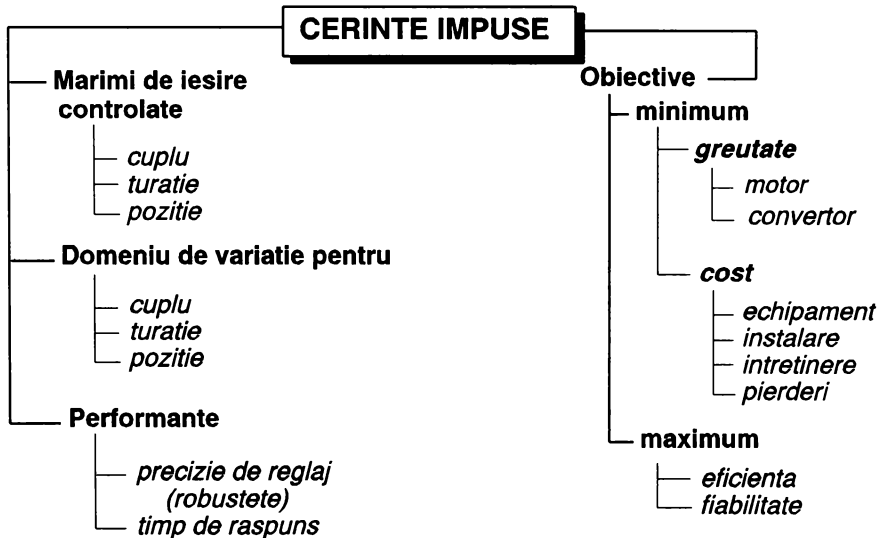 CERINTE IMPUSE
Marimi de iesire
controlate
cuplu
turatie
pozitie
Domeniu de variatie pentru
cuplu
turatie
pozitie
Performante
precizie de reglaj
(robustete)
timp de raspuns
Obiective
minimum
greutate
motor
convertor
cost
echipament
instalare
intretinere
pierderi
maximum
eficienta
fiabilitate